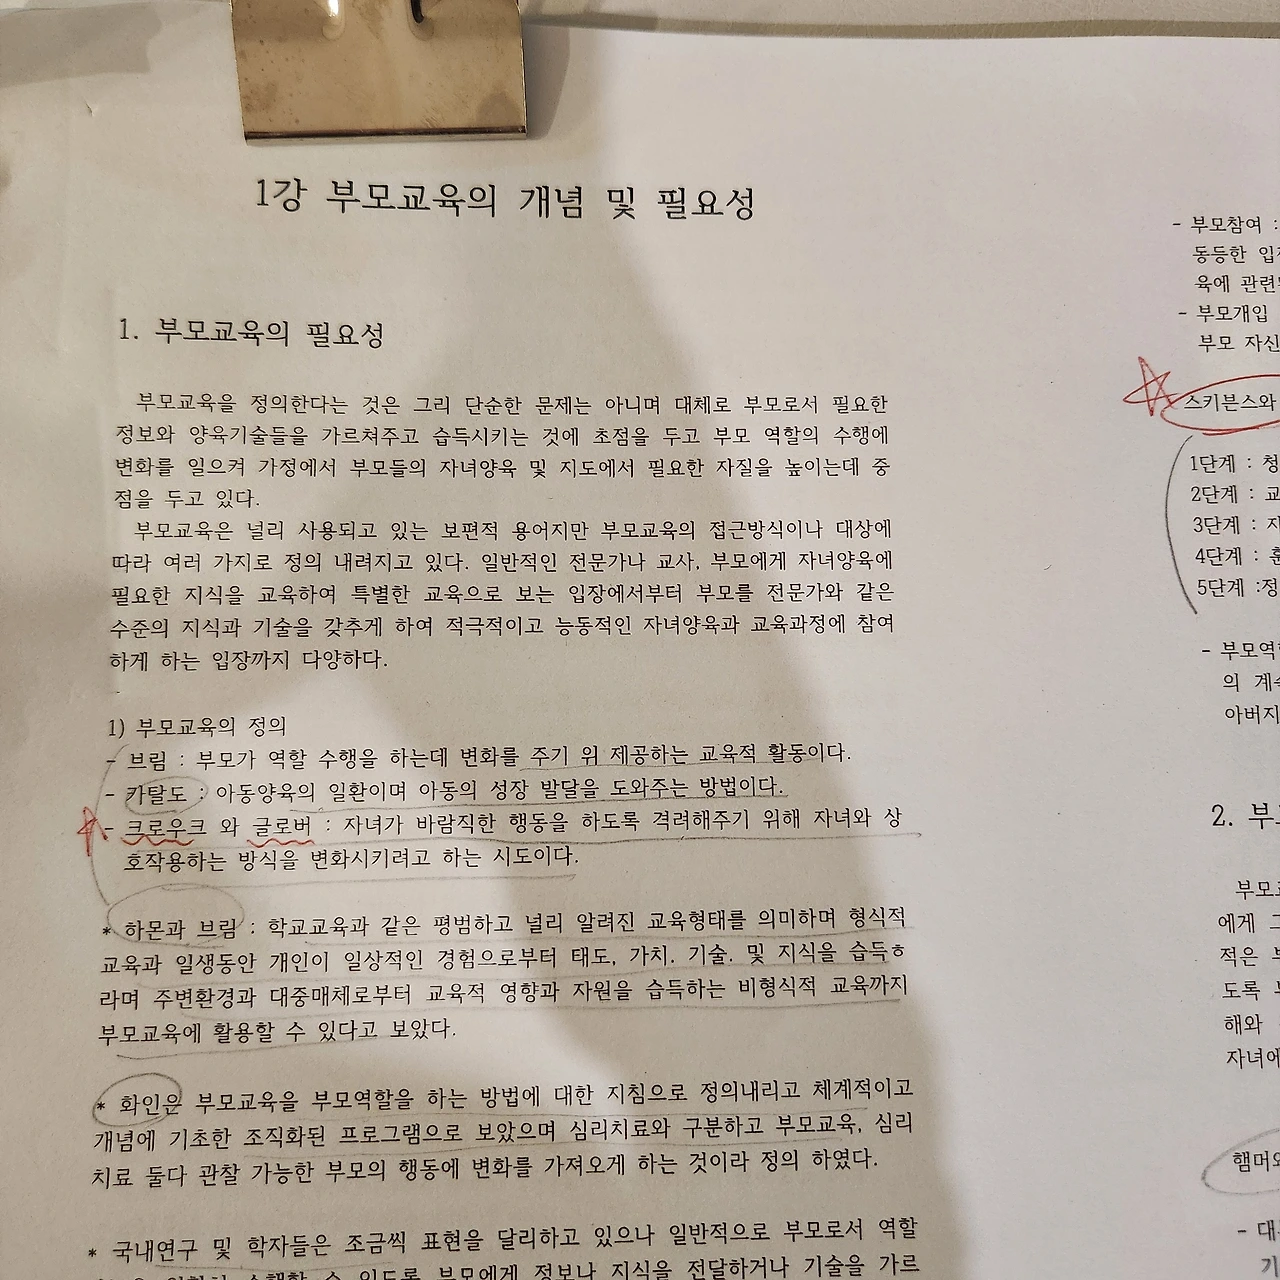 1강 부모교육의 개념 및 필요성
1. 부모교육의 필요성
부모교육을 정의한다는 것은 그리 단순한 문제는 아니며 대체로 부모로서 필요한
정보와 양육기술들을 가르쳐주고 습득시키는 것에 초점을 두고 부모 역할의 수행에
변화를 일으켜 가정에서 부모들의 자녀양육 및 지도에서 필요한 자질을 높이는데 중
점을 두고 있다.
부모교육은 널리 사용되고 있는 보편적 용어지만 부모교육의 접근방식이나 대상에
따라 여러 가지로 정의 내려지고 있다. 일반적인 전문가나 교사, 부모에게 자녀양육에
필요한 지식을 교육하여 특별한 교육으로 보는 입장에서부터 부모를 전문가와 같은
수준의 지식과 기술을 갖추게 하여 적극적이고 능동적인 자녀양육과 교육과정에 참여
하게 하는 입장까지 다양하다.
1) 부모교육의 정의
- 브림 : 부모가 역할 수행을 하는데 변화를 주기 위 제공하는 교육적 활동이다.
- 카탈도 : 아동양육의 일환이며 아동의 성장 발달을 도와주는 방법이다.
- 크로우크 와 글로버 : 자녀가 바람직한 행동을 하도록 격려해주기 위해 자녀와 상
호작용하는 방식을 변화시키려고 하는 시도이다.
* 하몬과 브림 : 학교교육과 같은 평범하고 널리 알려진 교육형태를 의미하며 형식적
교육과 일생동안 개인이 일상적인 경험으로부터 태도, 가치. 기술. 및 지식을 습득ㅎ
라며 주변환경과 대중매체로부터 교육적 영향과 자원을 습득하는 비형식적 교육까지
부모교육에 활용할 수 있다고 보았다.
* 화인은 부모교육을 부모역할을 하는 방법에 대한 지침으로 정의내리고 체계적이고
개념에 기초한 조직화된 프로그램으로 보았으며 심리치료와 구분하고 부모교육, 심리
치료 둘다 관찰 가능한 부모의 행동에 변화를 가져오게 하는 것이라 정의 하였다.
* 국내연구 및 학자들은 조금씩 표현을 달리하고 있으나 일반적으로 부모로서 역할
수행할 수 있도록 부모에게 정보나 지식을 전달하거나 기술을 가르
- 부모참여 :
동등한
육에
- 부모개입
부모 자신
스키븐스와
1단계 : 청
2단계 : 교
3단계 :
4단계 :
5단계 :정
- 부모역
의
아버지
2.
에게
적은
도록
해와
자녀에
햄머